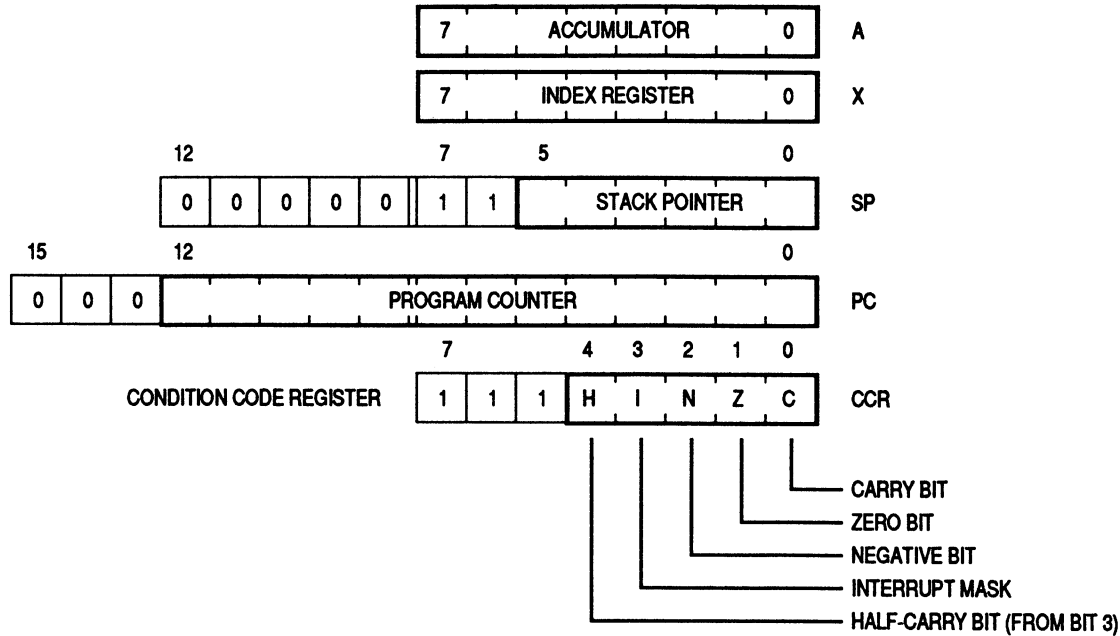 7 ACCUMULATOR 0 A
7 INDEX REGISTER 0 X
12 7 5 0
0 0 0 0 0 1 1 STACK POINTER SP
15 12 0
0 0 0 PROGRAM COUNTER PC
7 4 3 2 1 0
CONDITION CODE REGISTER 1 1 1 H I N Z C CCR
CARRY BIT
ZERO BIT
NEGATIVE BIT
INTERRUPT MASK
HALF-CARRY BIT (FROM BIT 3)